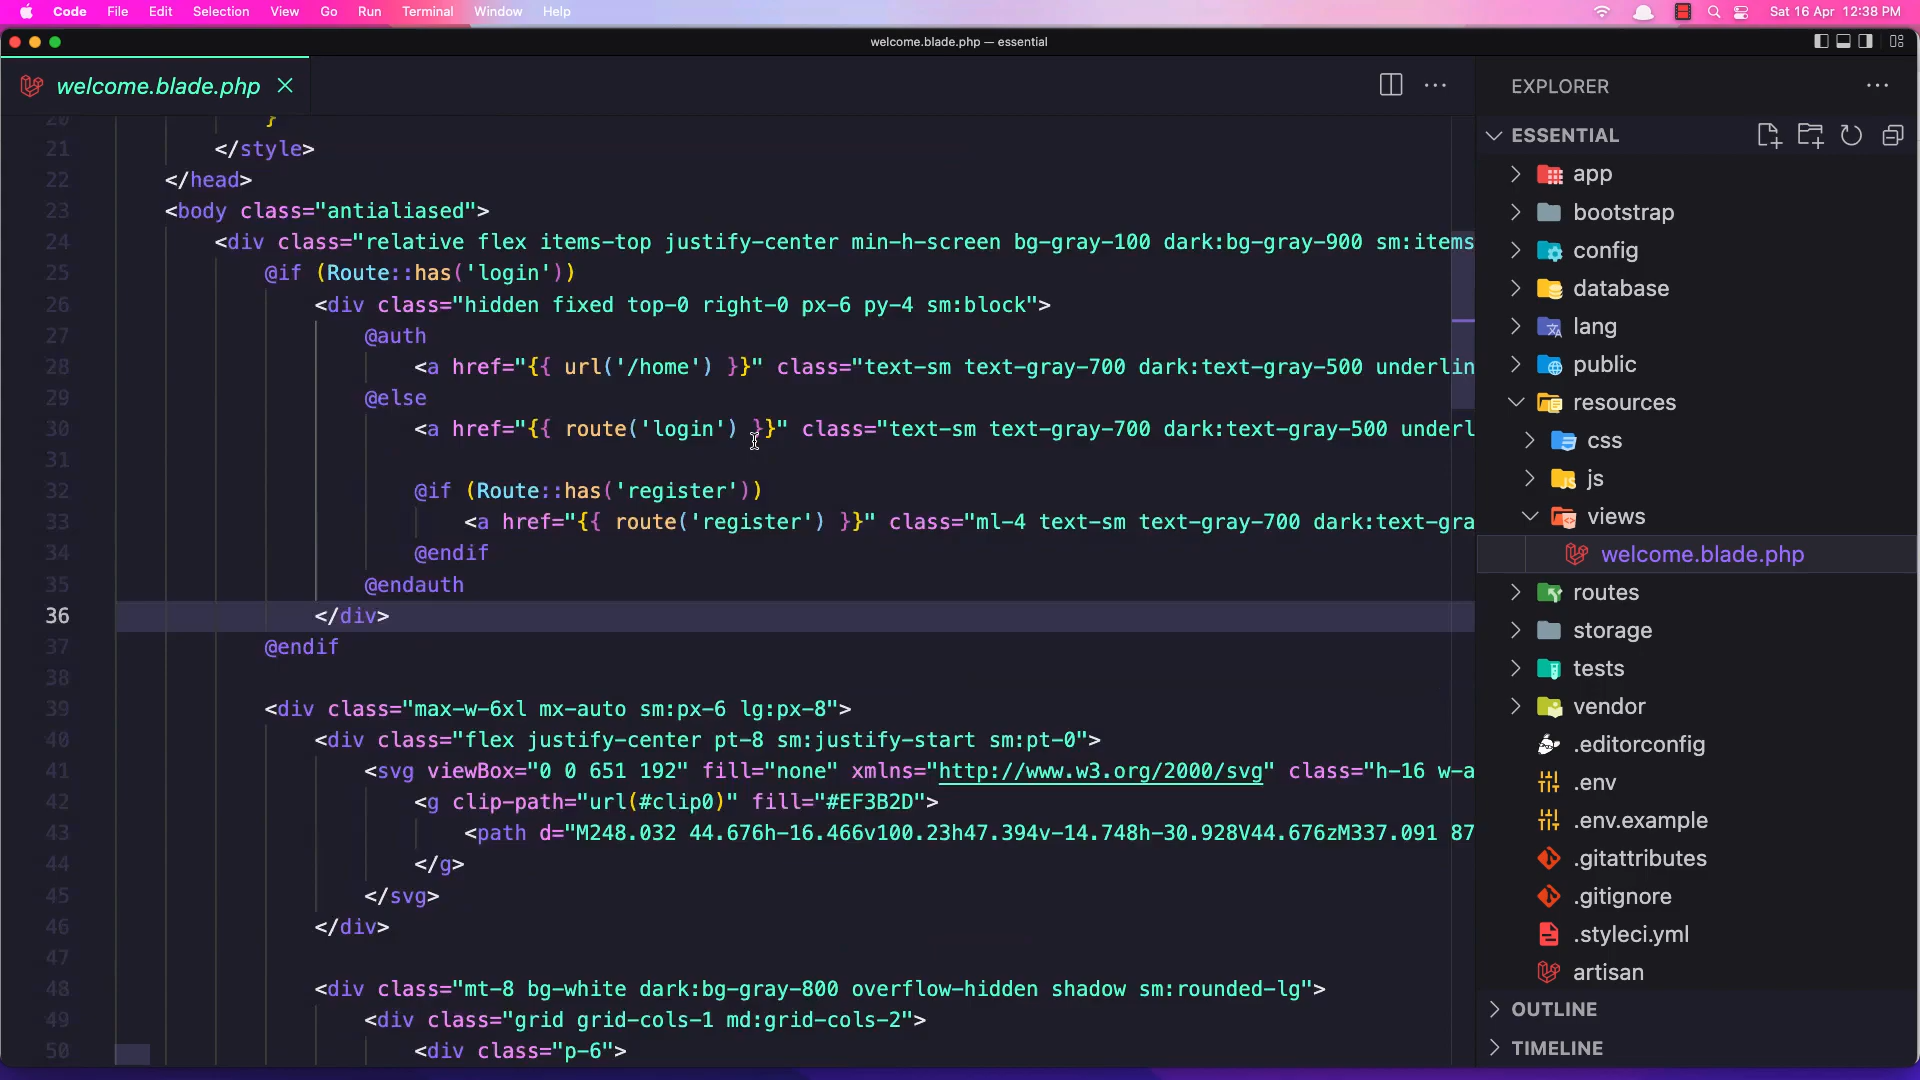 Code File Edit Selection View Go Run Terminal Window Help Sat 16 Apr 12:38 PM
welcome.blade.php — essential
welcome.blade.php
20 }
21 </style>
22 </head>
23 <body class="antialiased">
24 <div class="relative flex items-top justify-center min-h-screen bg-gray-100 dark:bg-gray-900 sm:items
25 @if (Route::has('login'))
26 <div class="hidden fixed top-0 right-0 px-6 py-4 sm:block">
27 @auth
28 <a href="{{ url('/home') }}" class="text-sm text-gray-700 dark:text-gray-500 underlin
29 @else
30 <a href="{{ route('login') }}" class="text-sm text-gray-700 dark:text-gray-500 underl
31
32 @if (Route::has('register'))
33 <a href="{{ route('register') }}" class="ml-4 text-sm text-gray-700 dark:text-gra
34 @endif
35 @endauth
36 </div>
37 @endif
38
39 <div class="max-w-6xl mx-auto sm:px-6 lg:px-8">
40 <div class="flex justify-center pt-8 sm:justify-start sm:pt-0">
41 <svg viewBox="0 0 651 192" fill="none" xmlns="http://www.w3.org/2000/svg" class="h-16 w-a
42 <g clip-path="url(#clip0)" fill="#EF3B2D">
43 <path d="M248.032 44.676h-16.466v100.23h47.394v-14.748h-30.928V44.676zM337.091 87
44 </g>
45 </svg>
46 </div>
47
48 <div class="mt-8 bg-white dark:bg-gray-800 overflow-hidden shadow sm:rounded-lg">
49 <div class="grid grid-cols-1 md:grid-cols-2">
50 <div class="p-6">
EXPLORER
ESSENTIAL
app
bootstrap
config
database
lang
public
resources
css
js
views
welcome.blade.php
routes
storage
tests
vendor
.editorconfig
.env
.env.example
.gitattributes
.gitignore
.styleci.yml
artisan
OUTLINE
TIMELINE